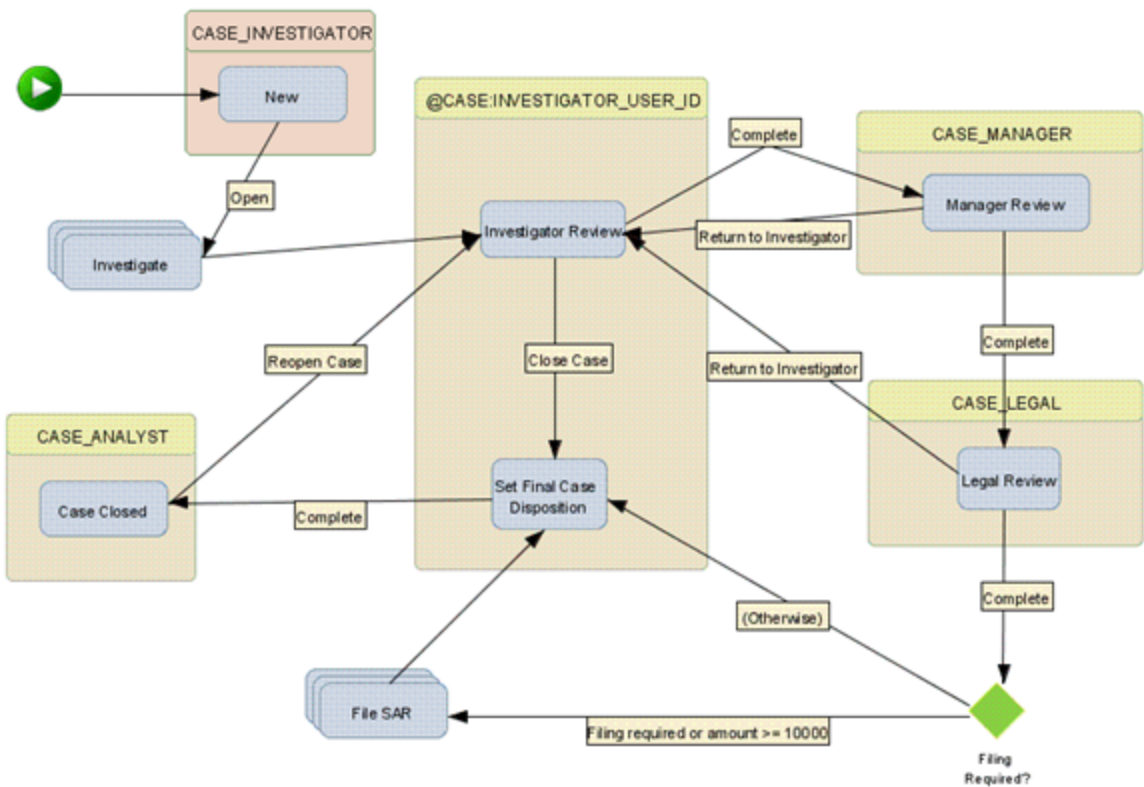 CASE_INVESTIGATOR
New
Open
Investigate
@CASE:INVESTIGATOR_USER_ID
Investigator Review
Complete
CASE_MANAGER
Manager Review
Return to Investigator
Complete
Reopen Case
Close Case
Return to Investigator
CASE_LEGAL
Legal Review
CASE_ANALYST
Case Closed
Complete
Set Final Case
Disposition
Complete
(Otherwise)
File SAR
Filing required or amount >= 10000
Filing
Required?